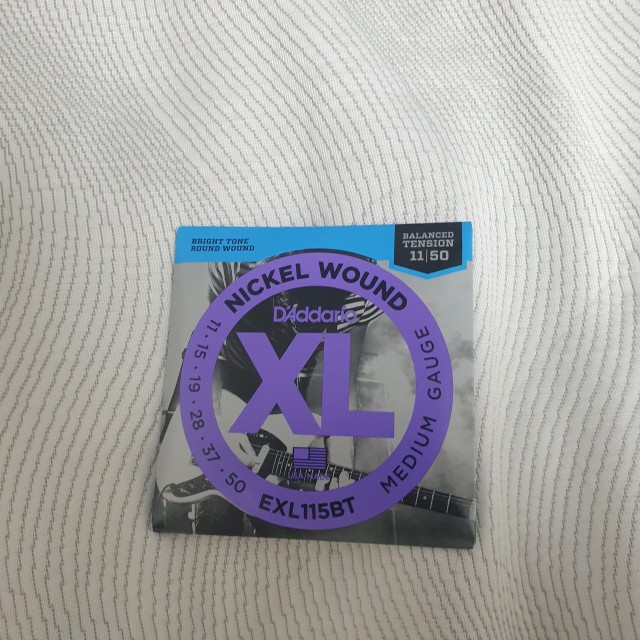 BRIGHT TONE
ROUND WOUND
BALANCED
TENSION
11|50
NICKEL WOUND
D'Addario
XL
11 · 15 · 19 · 28 · 37 · 50
MEDIUM GAUGE
EXL115BT